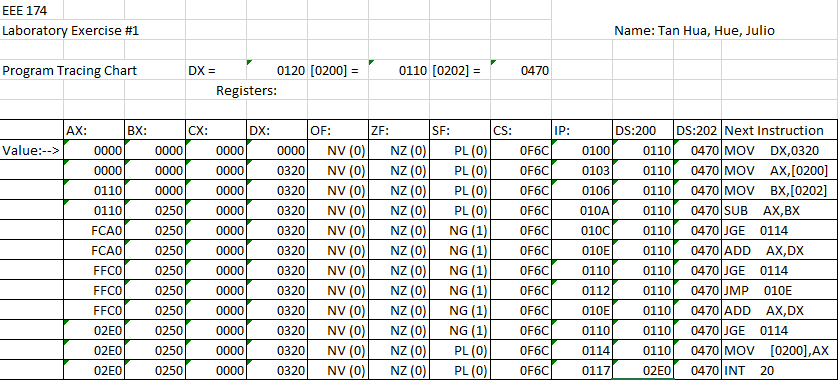 EEE 174
Laboratory Exercise #1 Name: Tan Hua, Hue, Julio
Program Tracing Chart DX = 0120 [0200] = 0110 [0202] = 0470
Registers:
AX: BX: CX: DX: OF: ZF: SF: CS: IP: DS:200 DS:202 Next Instruction
Value:--> 0000 0000 0000 0000 NV (0) NZ (0) PL (0) 0F6C 0100 0110 0470 MOV DX,0320
0000 0000 0000 0320 NV (0) NZ (0) PL (0) 0F6C 0103 0110 0470 MOV AX,[0200]
0110 0000 0000 0320 NV (0) NZ (0) PL (0) 0F6C 0106 0110 0470 MOV BX,[0202]
0110 0250 0000 0320 NV (0) NZ (0) PL (0) 0F6C 010A 0110 0470 SUB AX,BX
FCA0 0250 0000 0320 NV (0) NZ (0) NG (1) 0F6C 010C 0110 0470 JGE 0114
FCA0 0250 0000 0320 NV (0) NZ (0) NG (1) 0F6C 010E 0110 0470 ADD AX,DX
FFC0 0250 0000 0320 NV (0) NZ (0) NG (1) 0F6C 0110 0110 0470 JGE 0114
FFC0 0250 0000 0320 NV (0) NZ (0) NG (1) 0F6C 0112 0110 0470 JMP 010E
FFC0 0250 0000 0320 NV (0) NZ (0) NG (1) 0F6C 010E 0110 0470 ADD AX,DX
02E0 0250 0000 0320 NV (0) NZ (0) NG (1) 0F6C 0110 0110 0470 JGE 0114
02E0 0250 0000 0320 NV (0) NZ (0) PL (0) 0F6C 0114 0110 0470 MOV [0200],AX
02E0 0250 0000 0320 NV (0) NZ (0) PL (0) 0F6C 0117 02E0 0470 INT 20